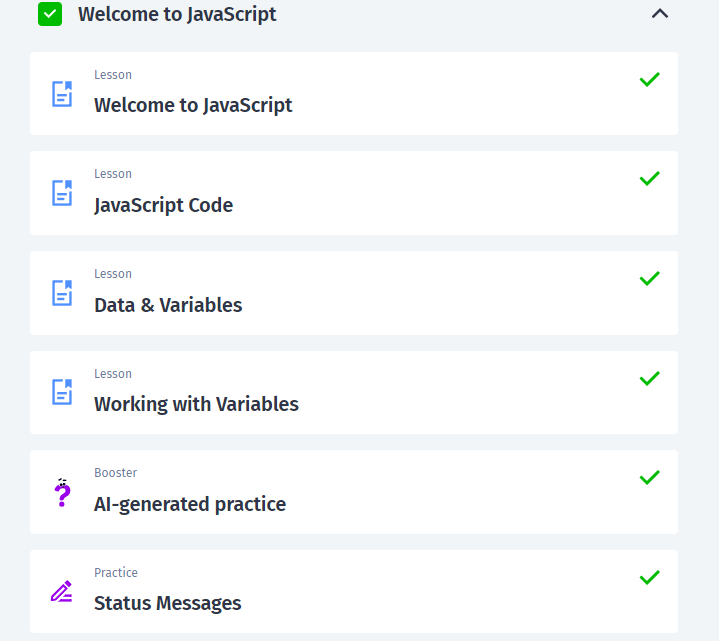 Welcome to JavaScript
Lesson
Welcome to JavaScript
Lesson
JavaScript Code
Lesson
Data & Variables
Lesson
Working with Variables
Booster
AI-generated practice
Practice
Status Messages